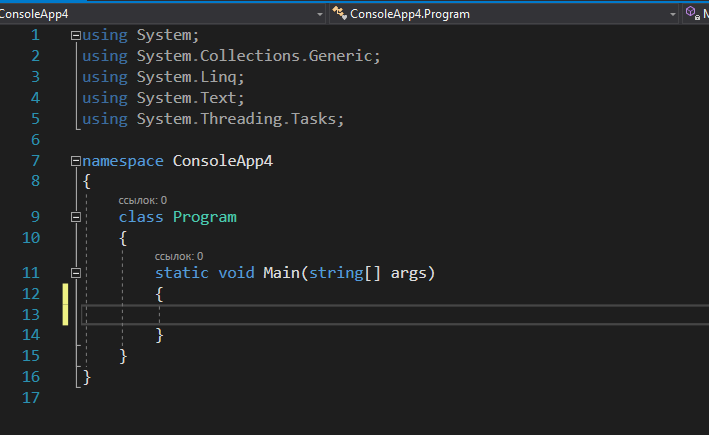 ConsoleApp4 ConsoleApp4.Program
1 using System;
2 using System.Collections.Generic;
3 using System.Linq;
4 using System.Text;
5 using System.Threading.Tasks;
6
7 namespace ConsoleApp4
8 {
ссылок: 0
9 class Program
10 {
ссылок: 0
11 static void Main(string[] args)
12 {
13
14 }
15 }
16 }
17